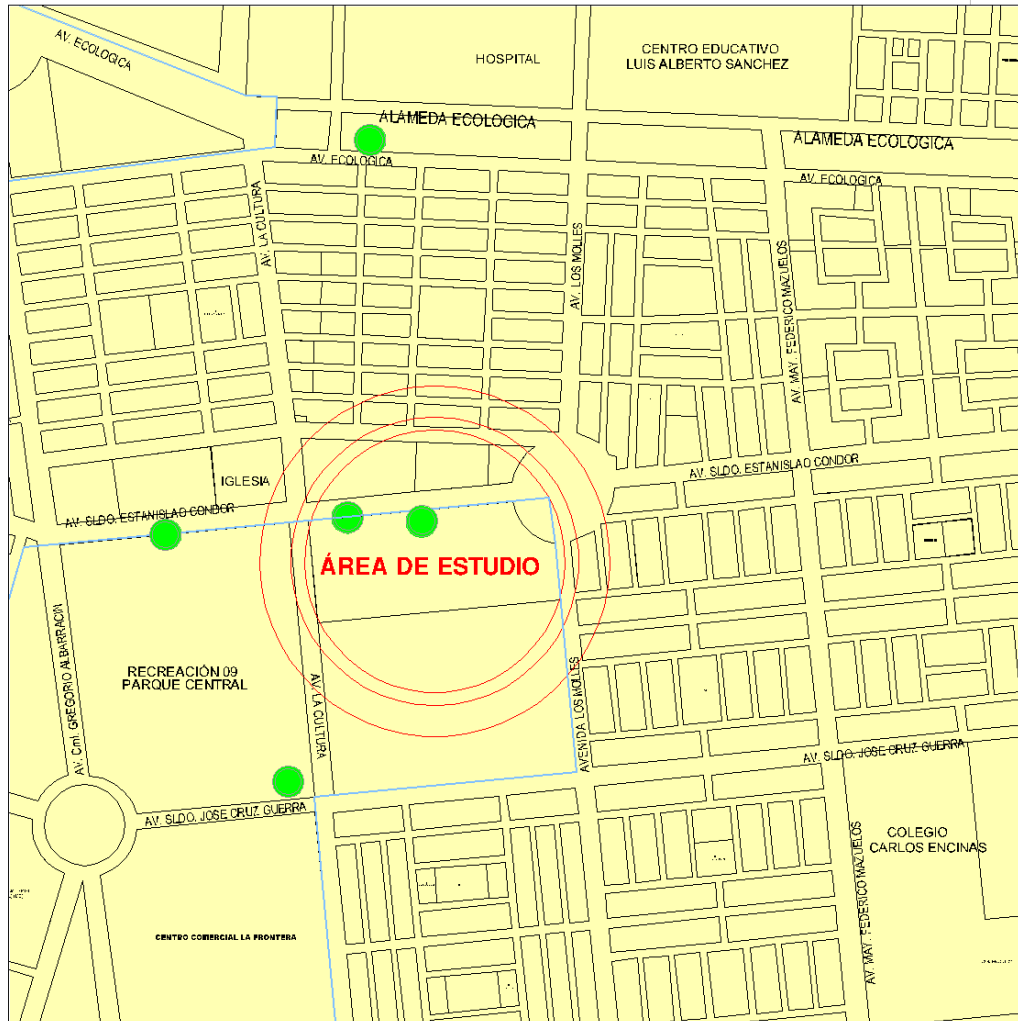 AV. ECOLOGICA
HOSPITAL
CENTRO EDUCATIVO
LUIS ALBERTO SANCHEZ
ALAMEDA ECOLOGICA
ALAMEDA ECOLOGICA
AV. ECOLOGICA
AV. ECOLOGICA
AV. LA CULTURA
AV. LOS MOLLES
AV. MAY. FEDERICO MAZUELOS
IGLESIA
AV. SLDO. ESTANISLAO CONDOR
AV. SLDO. ESTANISLAO CONDOR
ÁREA DE ESTUDIO
AV. Cml. GREGORIO ALBARRACIN
RECREACIÓN 09
PARQUE CENTRAL
AV. LA CULTURA
AVENIDA LOS MOLLES
AV. SLDO. JOSE CRUZ GUERRA
AV. SLDO. JOSE CRUZ GUERRA
COLEGIO
CARLOS ENCINAS
AV. MAY. FEDERICO MAZUELOS
CENTRO COMERCIAL LA FRONTERA